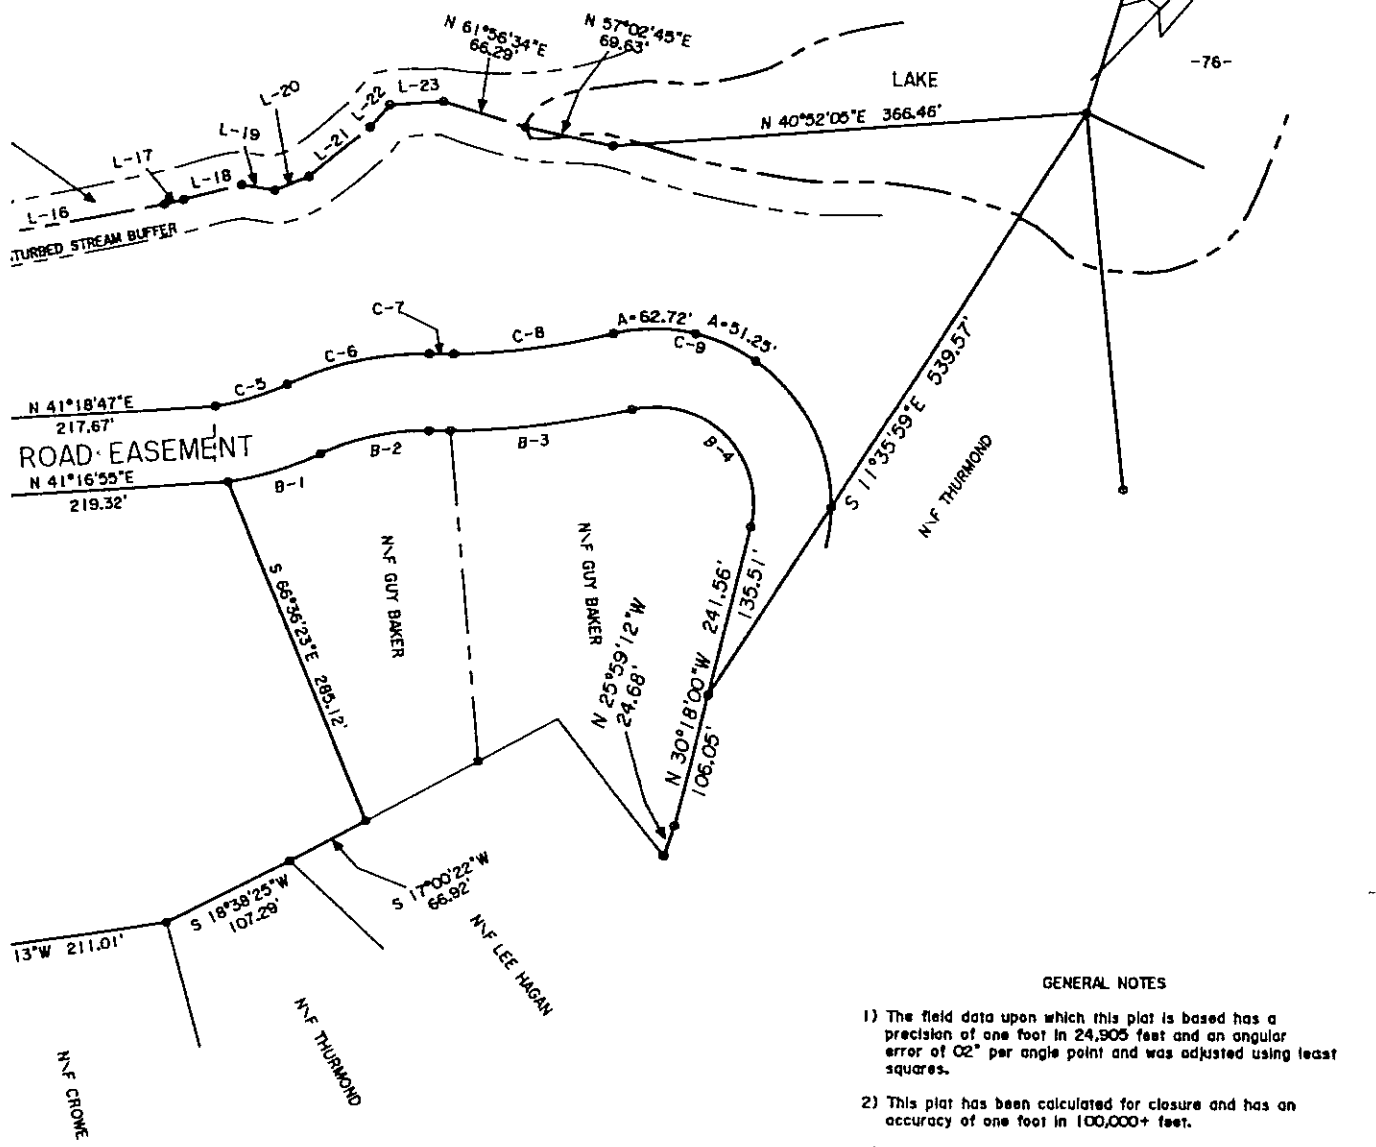 N 61°56'34"E
66.29'
N 57°02'45"E
69.63'
-76-
LAKE
L-23
L-22
L-20
N 40°52'05"E 366.46'
L-19
L-21
L-17
L-18
L-16
TURBED STREAM BUFFER
C-7
A=62.72'
A=51.25'
C-8
C-9
C-6
C-5
N 41°18'47"E
217.67'
ROAD EASEMENT
N 41°16'55"E
219.32'
B-1
B-2
B-3
B-4
S 11°35'59"E 539.57'
N\F THURMOND
S 66°36'23"E 285.12'
N\F GUY BAKER
N\F GUY BAKER
N 25°59'12"W
24.68'
N 30°18'00"W 241.56'
135.51'
106.05'
S 17°00'22"W
66.92'
S 18°38'25"W
107.29'
13"W 211.01'
N\F LEE HAGAN
N\F THURMOND
N\F CROWE
GENERAL NOTES
1) The field data upon which this plat is based has a
precision of one foot in 24,905 feet and an angular
error of 02" per angle point and was adjusted using least
squares.
2) This plat has been calculated for closure and has an
accuracy of one foot in 100,000+ feet.